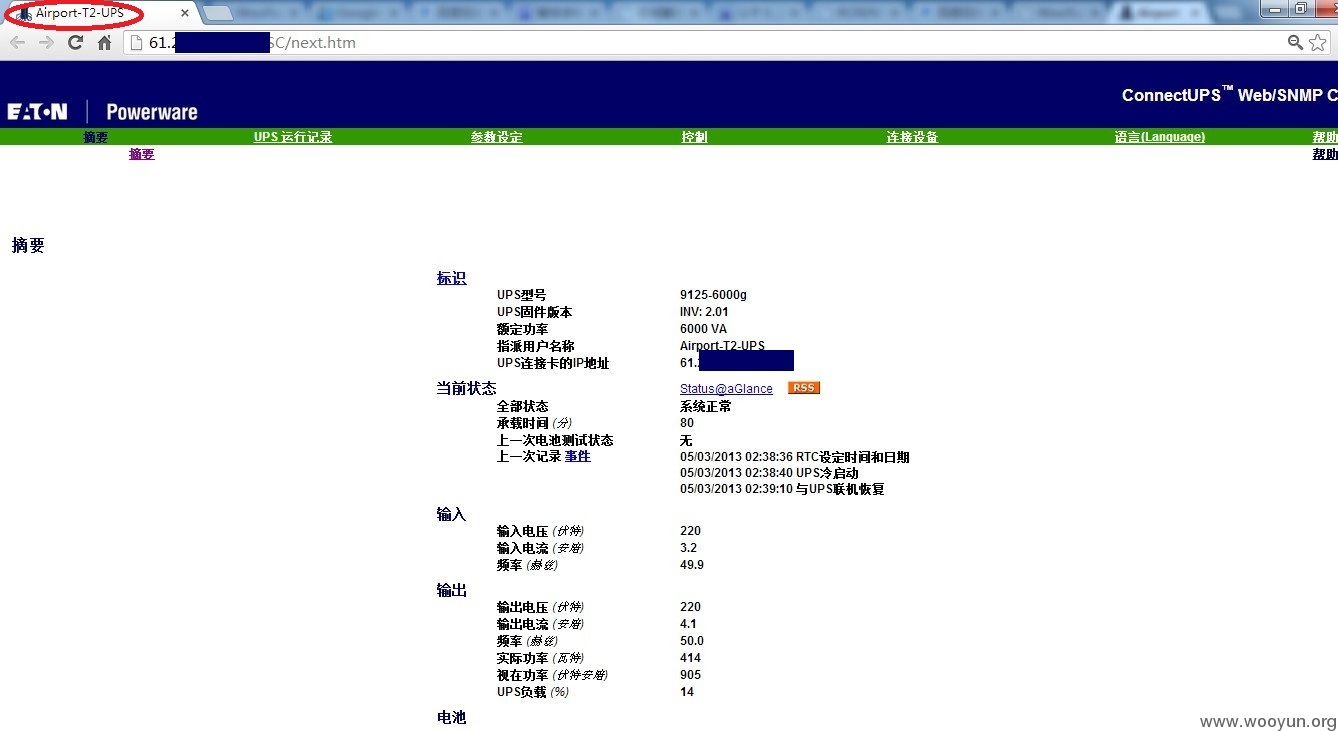 Airport-T2-UPS
61.2 SC/next.htm
EATON | Powerware
ConnectUPS™ Web/SNMP C
摘要 UPS 运行记录 参数设定 控制 连接设备 语言(Language) 帮助
摘要 帮助
摘要
标识
UPS型号 9125-6000g
UPS固件版本 INV: 2.01
额定功率 6000 VA
指派用户名称 Airport-T2-UPS
UPS连接卡的IP地址 61.
当前状态 Status@aGlance RSS
全部状态 系统正常
承载时间 (分) 80
上一次电池测试状态 无
上一次记录 事件 05/03/2013 02:38:36 RTC设定时间和日期
05/03/2013 02:38:40 UPS冷启动
05/03/2013 02:39:10 与UPS联机恢复
输入
输入电压 (伏特) 220
输入电流 (安培) 3.2
频率 (赫兹) 49.9
输出
输出电压 (伏特) 220
输出电流 (安培) 4.1
频率 (赫兹) 50.0
实际功率 (瓦特) 414
视在功率 (伏特安培) 905
UPS负载 (%) 14
电池
www.wooyun.org